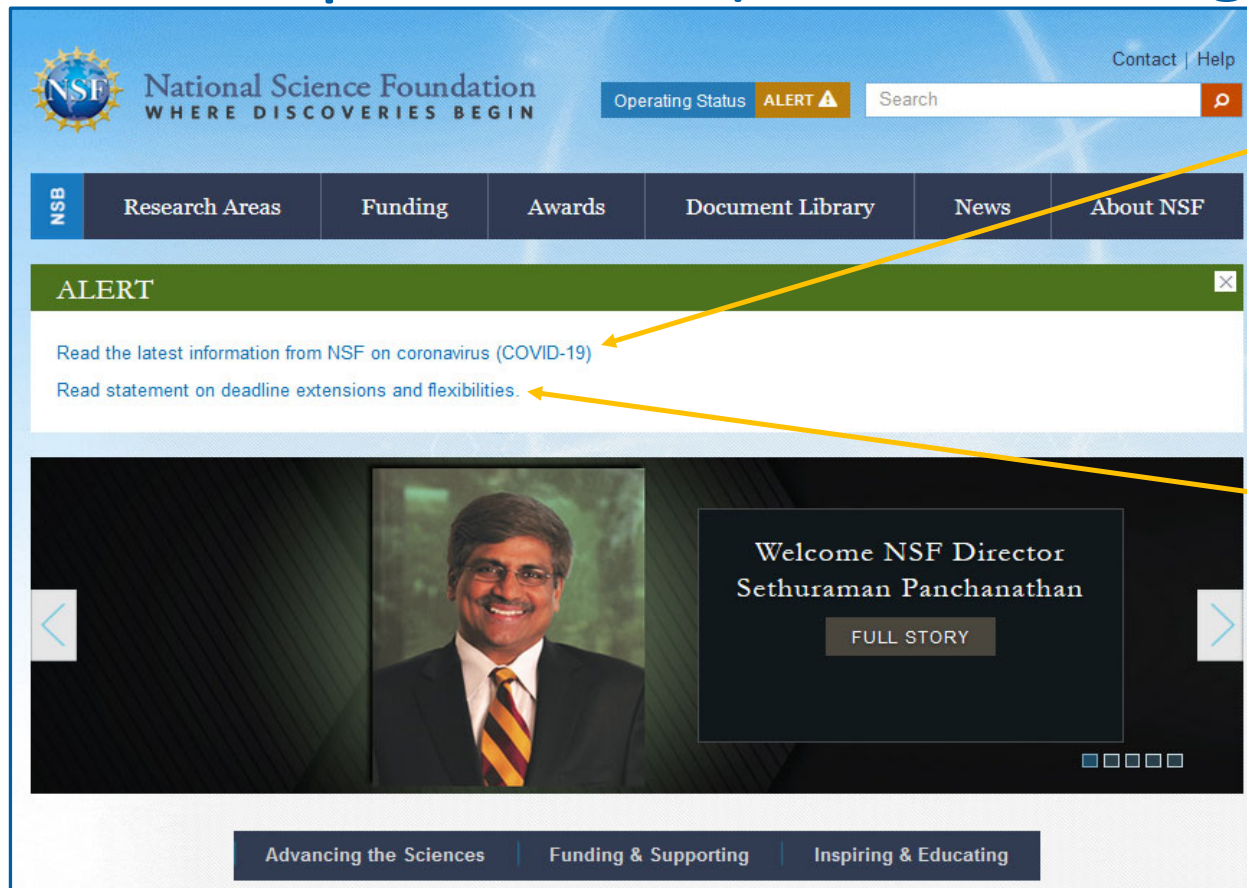 Contact | Help
NSF
National Science Foundation
WHERE DISCOVERIES BEGIN
Operating Status ALERT
Search
NSB
Research Areas
Funding
Awards
Document Library
News
About NSF
ALERT
Read the latest information from NSF on coronavirus (COVID-19)
Read statement on deadline extensions and flexibilities.
Welcome NSF Director
Sethuraman Panchanathan
FULL STORY
Advancing the Sciences
Funding & Supporting
Inspiring & Educating